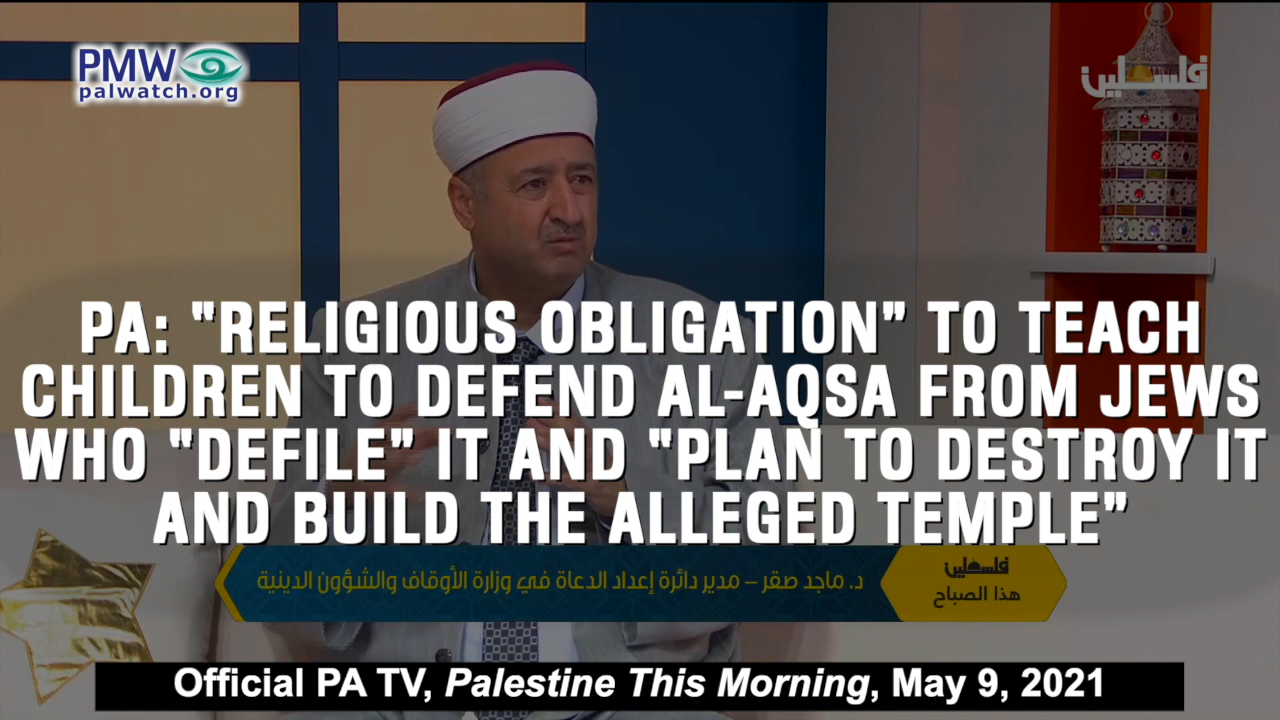 PMW
palwatch.org
فلسطين
PA: "RELIGIOUS OBLIGATION" TO TEACH
CHILDREN TO DEFEND AL-AQSA FROM JEWS
WHO "DEFILE" IT AND "PLAN TO DESTROY IT
AND BUILD THE ALLEGED TEMPLE"
فلسطين
هذا الصباح
د. ماجد صقر – مدير دائرة إعداد الدعاة في وزارة الأوقاف والشؤون الدينية
Official PA TV, Palestine This Morning, May 9, 2021